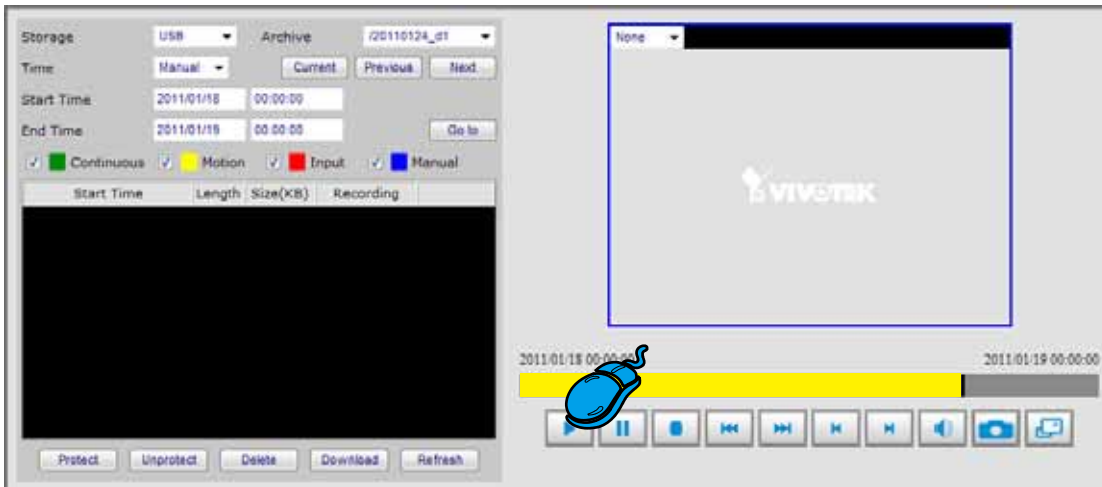 Storage USB Archive /20110124_d1 None
Time Manual Current Previous Next
Start Time 2011/01/18 00:00:00
End Time 2011/01/19 00:00:00 Go to
Continuous Motion Input Manual
Start Time Length Size(KB) Recording
VIVOTEK
2011/01/18 00:00:00 2011/01/19 00:00:00
Protect Unprotect Delete Download Refresh